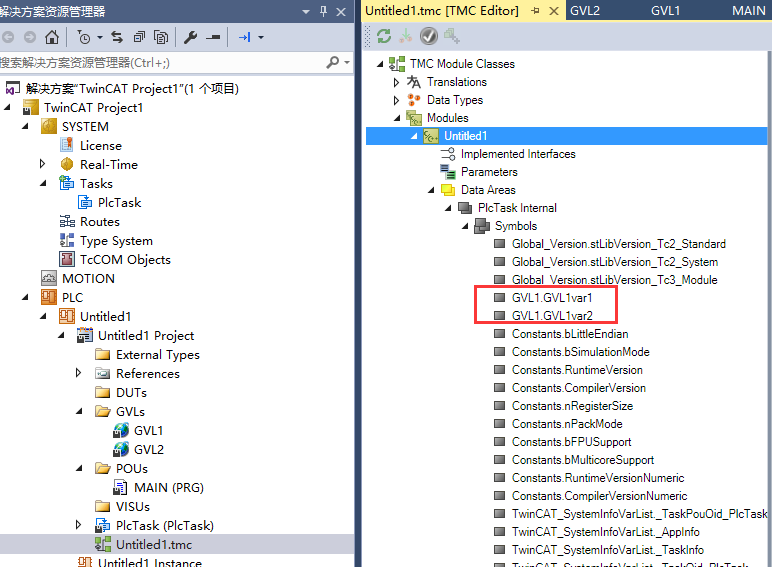 解决方案资源管理器
搜索解决方案资源管理器(Ctrl+;)
解决方案"TwinCAT Project1"(1 个项目)
TwinCAT Project1
SYSTEM
License
Real-Time
Tasks
PlcTask
Routes
Type System
TcCOM Objects
MOTION
PLC
Untitled1
Untitled1 Project
External Types
References
DUTs
GVLs
GVL1
GVL2
POUs
MAIN (PRG)
VISUs
PlcTask (PlcTask)
Untitled1.tmc
Untitled1 Instance
Untitled1.tmc [TMC Editor]
GVL2
GVL1
MAIN
TMC Module Classes
Translations
Data Types
Modules
Untitled1
Implemented Interfaces
Parameters
Data Areas
PlcTask Internal
Symbols
Global_Version.stLibVersion_Tc2_Standard
Global_Version.stLibVersion_Tc2_System
Global_Version.stLibVersion_Tc3_Module
GVL1.GVL1var1
GVL1.GVL1var2
Constants.bLittleEndian
Constants.bSimulationMode
Constants.RuntimeVersion
Constants.CompilerVersion
Constants.nRegisterSize
Constants.nPackMode
Constants.bFPUSupport
Constants.bMulticoreSupport
Constants.RuntimeVersionNumeric
Constants.CompilerVersionNumeric
TwinCAT_SystemInfoVarList._TaskPouOid_PlcTask
TwinCAT_SystemInfoVarList._AppInfo
TwinCAT_SystemInfoVarList._TaskInfo
TwinCAT_SystemInfoVarList._TaskOid_PlcTask